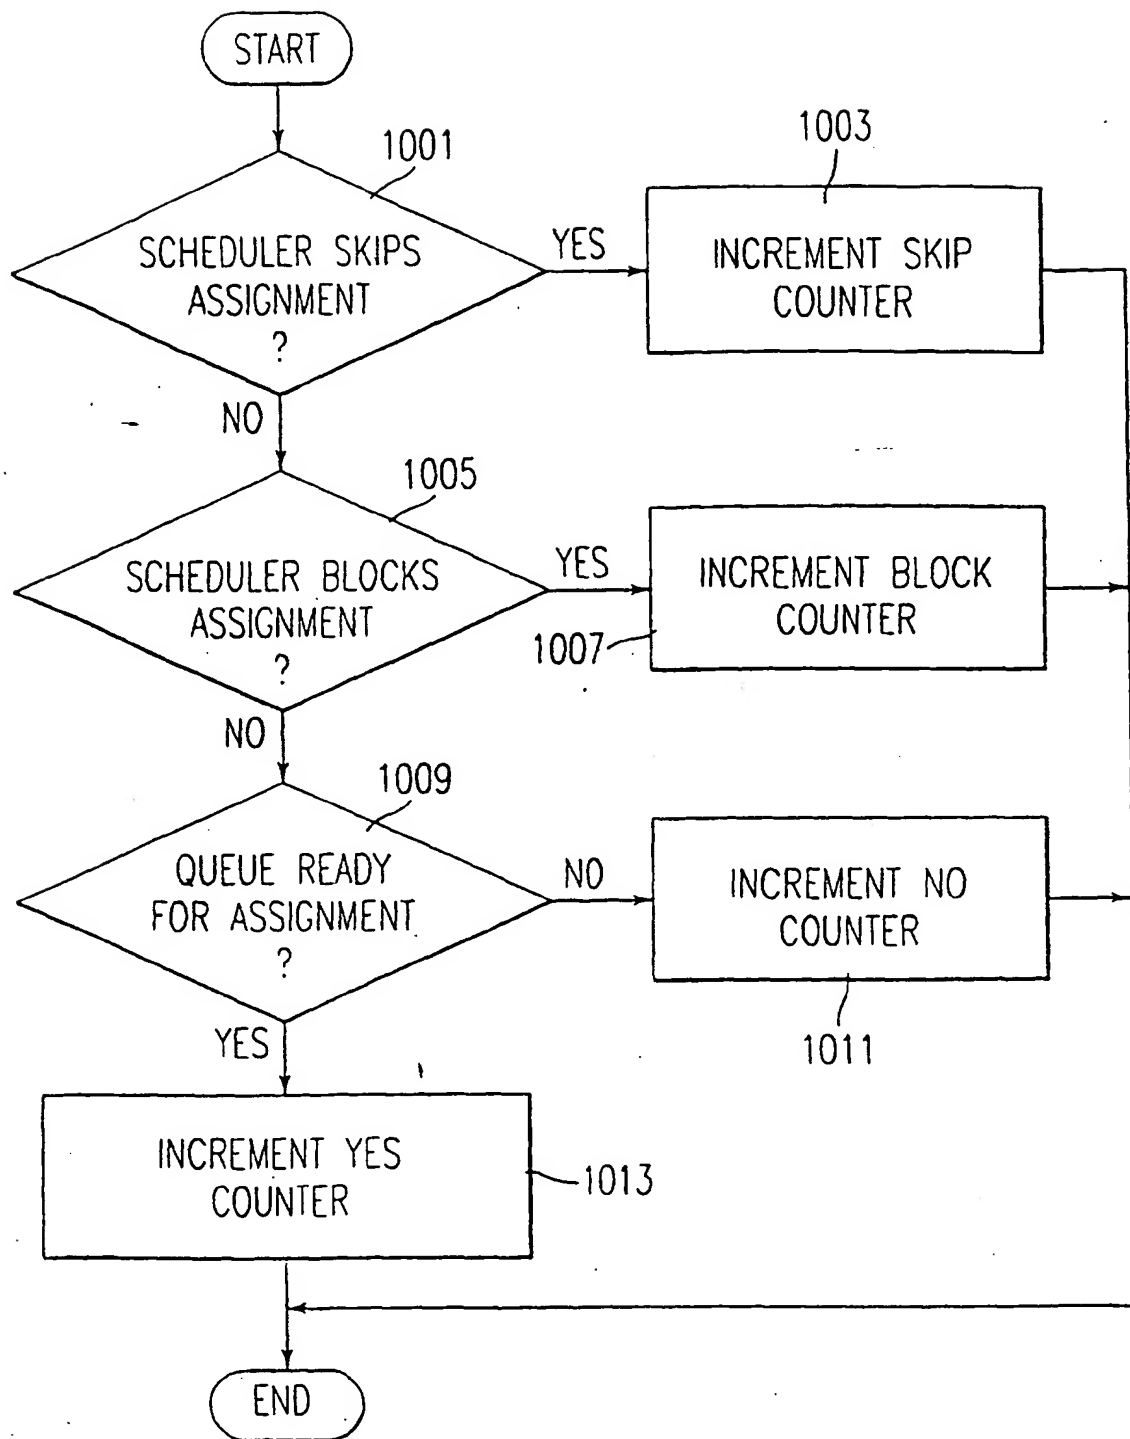 START
1001
SCHEDULER SKIPS
ASSIGNMENT
?
YES
1003
INCREMENT SKIP
COUNTER
NO
1005
SCHEDULER BLOCKS
ASSIGNMENT
?
YES
1007
INCREMENT BLOCK
COUNTER
NO
1009
QUEUE READY
FOR ASSIGNMENT
?
NO
INCREMENT NO
COUNTER
1011
YES
INCREMENT YES
COUNTER
1013
END